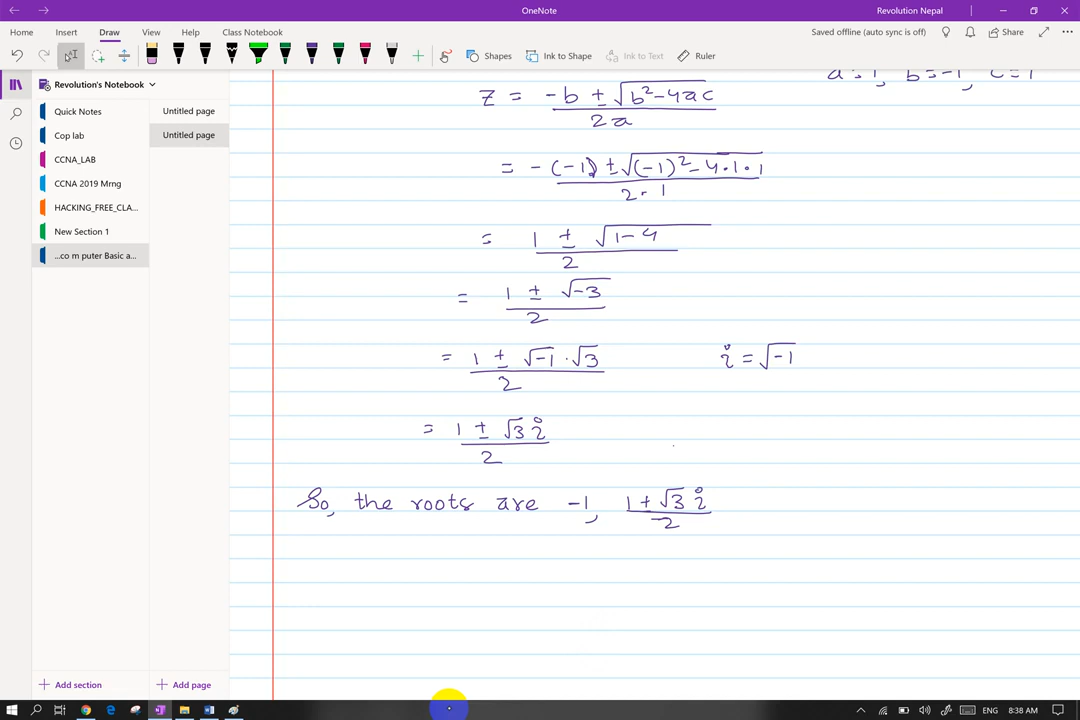 OneNote
Revolution Nepal
Home Insert Draw View Help Class Notebook
Saved offline (auto sync is off)
Share
Shapes Ink to Shape Ink to Text Ruler
Revolution's Notebook
Quick Notes
Cop lab
CCNA_LAB
CCNA 2019 Mrng
HACKING_FREE_CLA...
New Section 1
...co m puter Basic a...
Untitled page
Untitled page
a=1, b=-1, c=1
z = (-b ± √(b²-4ac))/2a
= (-(-1) ± √((-1)²-4·1·1))/(2·1)
= (1 ± √(1-4))/2
= (1 ± √-3)/2
= (1 ± √-1·√3)/2 i = √-1
= (1 ± √3 i)/2
So, the roots are -1, (1 ± √3 i)/2
+ Add section + Add page
ENG 8:38 AM